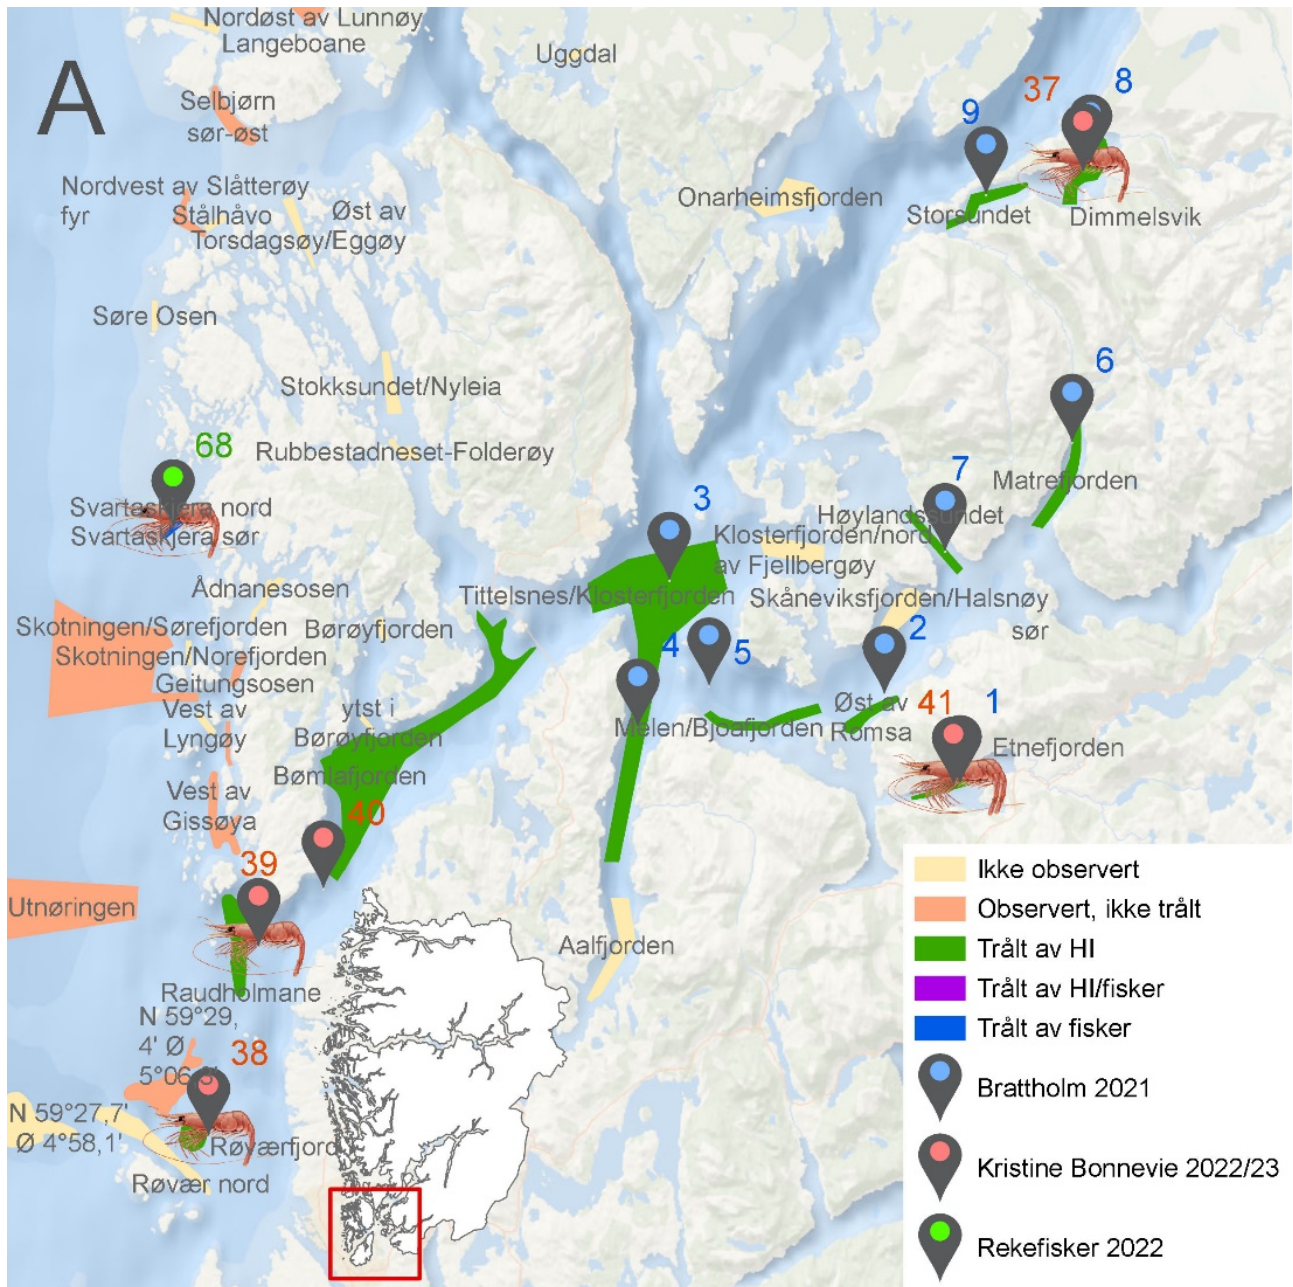 A
Nordøst av Lunnøy
Langeboane
Uggdal
Selbjørn
sør-øst
37
8
9
Nordvest av Slåtterøy
fyr
Stålhåvo
Øst av
Torsdagsøy/Eggøy
Onarheimsfjorden
Storsundet
Dimmelsvik
Søre Osen
Stokksundet/Nyleia
6
Rubbestadneset-Folderøy
68
Matrefjorden
7
3
Svartaskjera nord
Svartaskjera sør
Høylandssundet
Klosterfjorden/nord
av Fjellbergøy
Ådnanesosen
Tittelsnes/Klosterfjorden
Skåneviksfjorden/Halsnøy
sør
Skotningen/Sørefjorden
Børøyfjorden
2
Skotningen/Norefjorden
4
5
Geitungsosen
Vest av
Lyngøy
ytst i
Børøyfjorden
Melen/Bjoafjorden
Øst av
Romsa
41
1
Etnefjorden
Bømlafjorden
Vest av
Gissøya
40
39
Utnøringen
Aalfjorden
Raudholmane
N 59°29,
4' Ø
5°06,3'
38
N 59°27,7'
Ø 4°58,1'
Røværfjord
Røvær nord
Ikke observert
Observert, ikke trålt
Trålt av HI
Trålt av HI/fisker
Trålt av fisker
Brattholm 2021
Kristine Bonnevie 2022/23
Rekefisker 2022